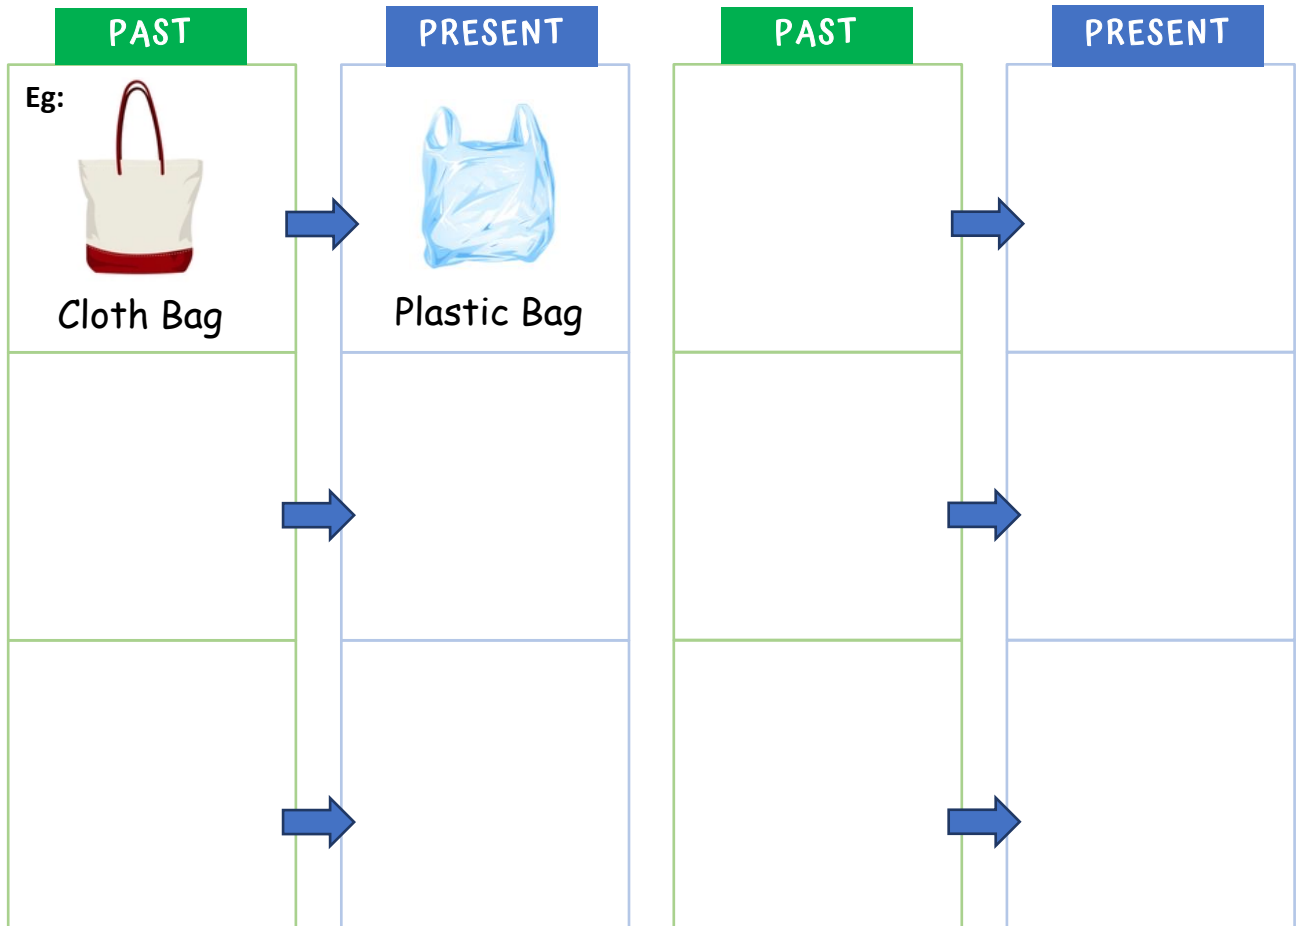 PAST
PRESENT
PAST
PRESENT
Eg:
Cloth Bag
Plastic Bag